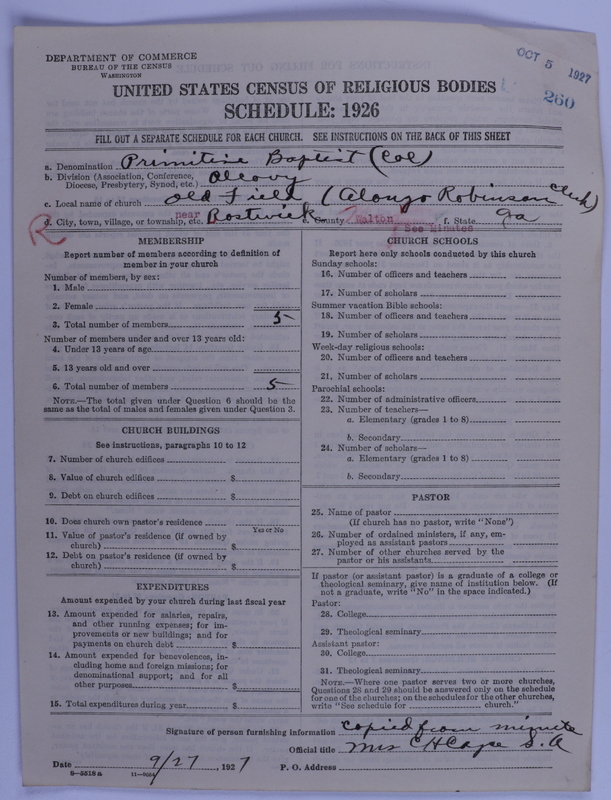 DEPARTMENT OF COMMERCE
BUREAU OF THE CENSUS
WASHINGTON
OCT 5 1927
260
UNITED STATES CENSUS OF RELIGIOUS BODIES
SCHEDULE: 1926
FILL OUT A SEPARATE SCHEDULE FOR EACH CHURCH. SEE INSTRUCTIONS ON THE BACK OF THIS SHEET
a. Denomination Primitive Baptist (Col)
b. Division (Association, Conference, Diocese, Presbytery, Synod, etc.) Alcovy
c. Local name of church Old Field (Alonzo Robinson clerk)
R
d. City, town, village, or township, etc. near Bostwick e. County Walton f. State Ga
See Minutes
MEMBERSHIP
Report number of members according to definition of
member in your church
Number of members, by sex:
1. Male
2. Female
3. Total number of members 5
Number of members under and over 13 years old:
4. Under 13 years of age
5. 13 years old and over
6. Total number of members 5
NOTE.—The total given under Question 6 should be the
same as the total of males and females given under Question 3.
CHURCH BUILDINGS
See instructions, paragraphs 10 to 12
7. Number of church edifices
8. Value of church edifices $
9. Debt on church edifices $
10. Does church own pastor's residence
Yes or No
11. Value of pastor's residence (if owned by
church) $
12. Debt on pastor's residence (if owned by
church) $
EXPENDITURES
Amount expended by your church during last fiscal year
13. Amount expended for salaries, repairs,
and other running expenses; for im-
provements or new buildings; and for
payments on church debt $
14. Amount expended for benevolences, in-
cluding home and foreign missions; for
denominational support; and for all
other purposes $
15. Total expenditures during year $
CHURCH SCHOOLS
Report here only schools conducted by this church
Sunday schools:
16. Number of officers and teachers
17. Number of scholars
Summer vacation Bible schools:
18. Number of officers and teachers
19. Number of scholars
Week-day religious schools:
20. Number of officers and teachers
21. Number of scholars
Parochial schools:
22. Number of administrative officers
23. Number of teachers—
a. Elementary (grades 1 to 8)
b. Secondary
24. Number of scholars—
a. Elementary (grades 1 to 8)
b. Secondary
PASTOR
25. Name of pastor
(If church has no pastor, write "None")
26. Number of ordained ministers, if any, em-
ployed as assistant pastors
27. Number of other churches served by the
pastor or his assistants
If pastor (or assistant pastor) is a graduate of a college or
theological seminary, give name of institution below. (If
not a graduate, write "No" in the space indicated.)
Pastor:
28. College
29. Theological seminary
Assistant pastor:
30. College
31. Theological seminary
NOTE.—Where one pastor serves two or more churches,
Questions 28 and 29 should be answered only on the schedule
for one of the churches; on the schedules for the other churches,
write "See schedule for church."
Signature of person furnishing information copied from minute
Official title Mrs C H S. A
Date 9/27, 1927 P. O. Address
8-5516 a